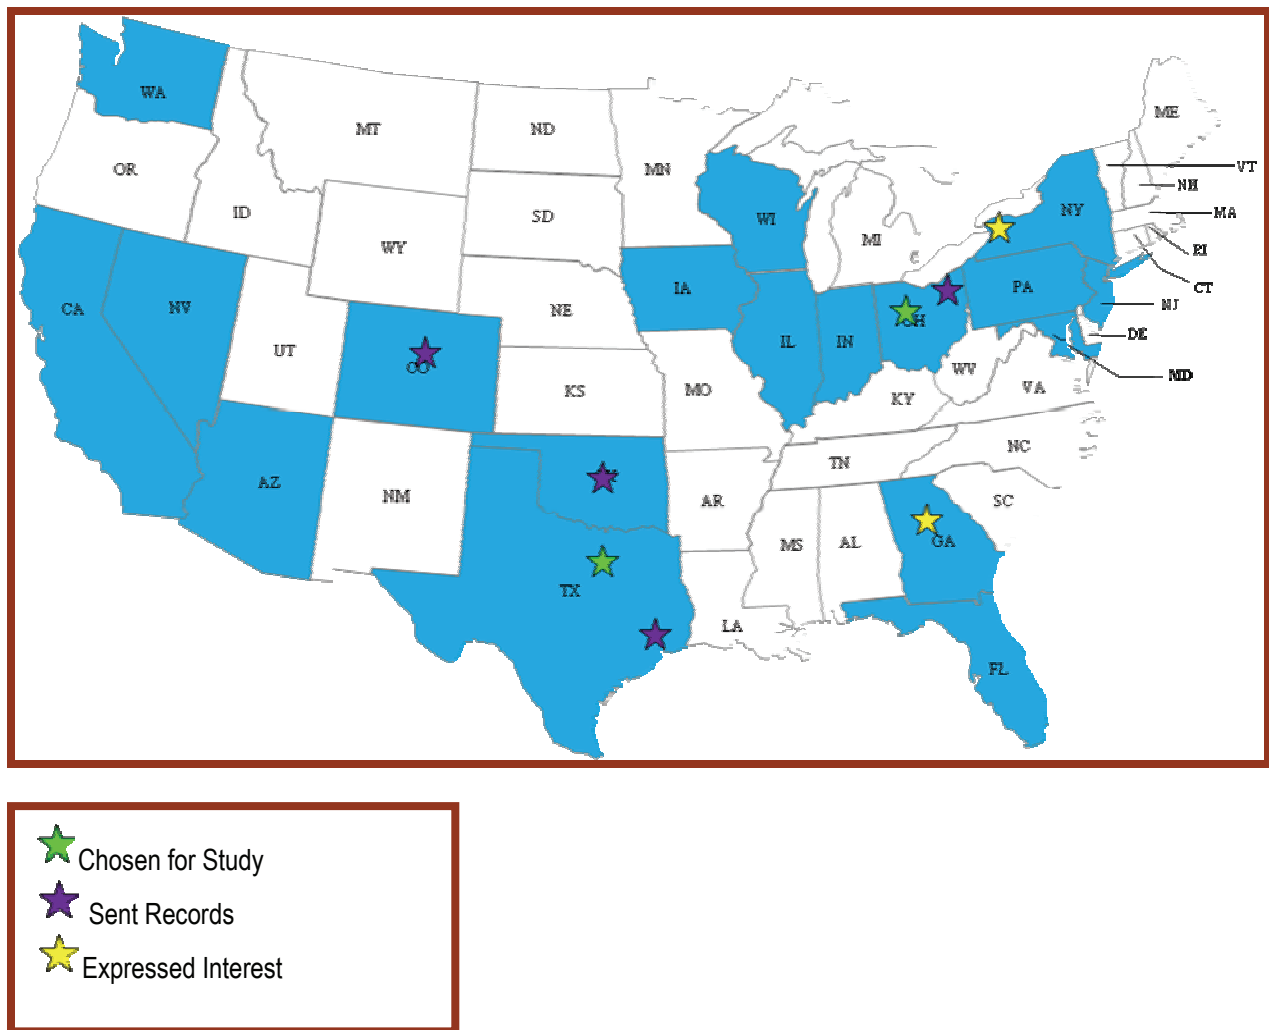 WA
MT
ND
MN
ME
OR
VT
NH
ID
SD
WI
NY
MA
WY
MI
RI
CA
NV
IA
PA
CT
NE
NJ
UT
CO
IL
IN
OH
DE
KS
MO
WV
MD
KY
VA
NC
TN
AZ
NM
AR
SC
MS
AL
GA
TX
LA
FL
Chosen for Study
Sent Records
Expressed Interest